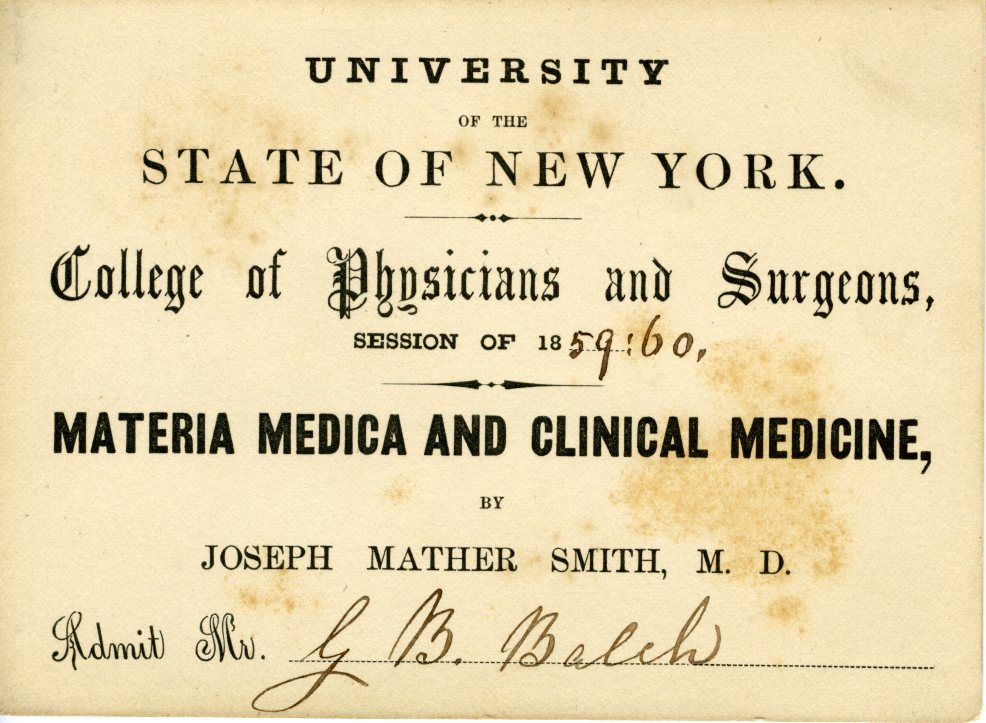 UNIVERSITY
OF THE
STATE OF NEW YORK.
College of Physicians and Surgeons,
SESSION OF 1859:60.
MATERIA MEDICA AND CLINICAL MEDICINE,
BY
JOSEPH MATHER SMITH, M. D.
Admit Mr. G B. Balch